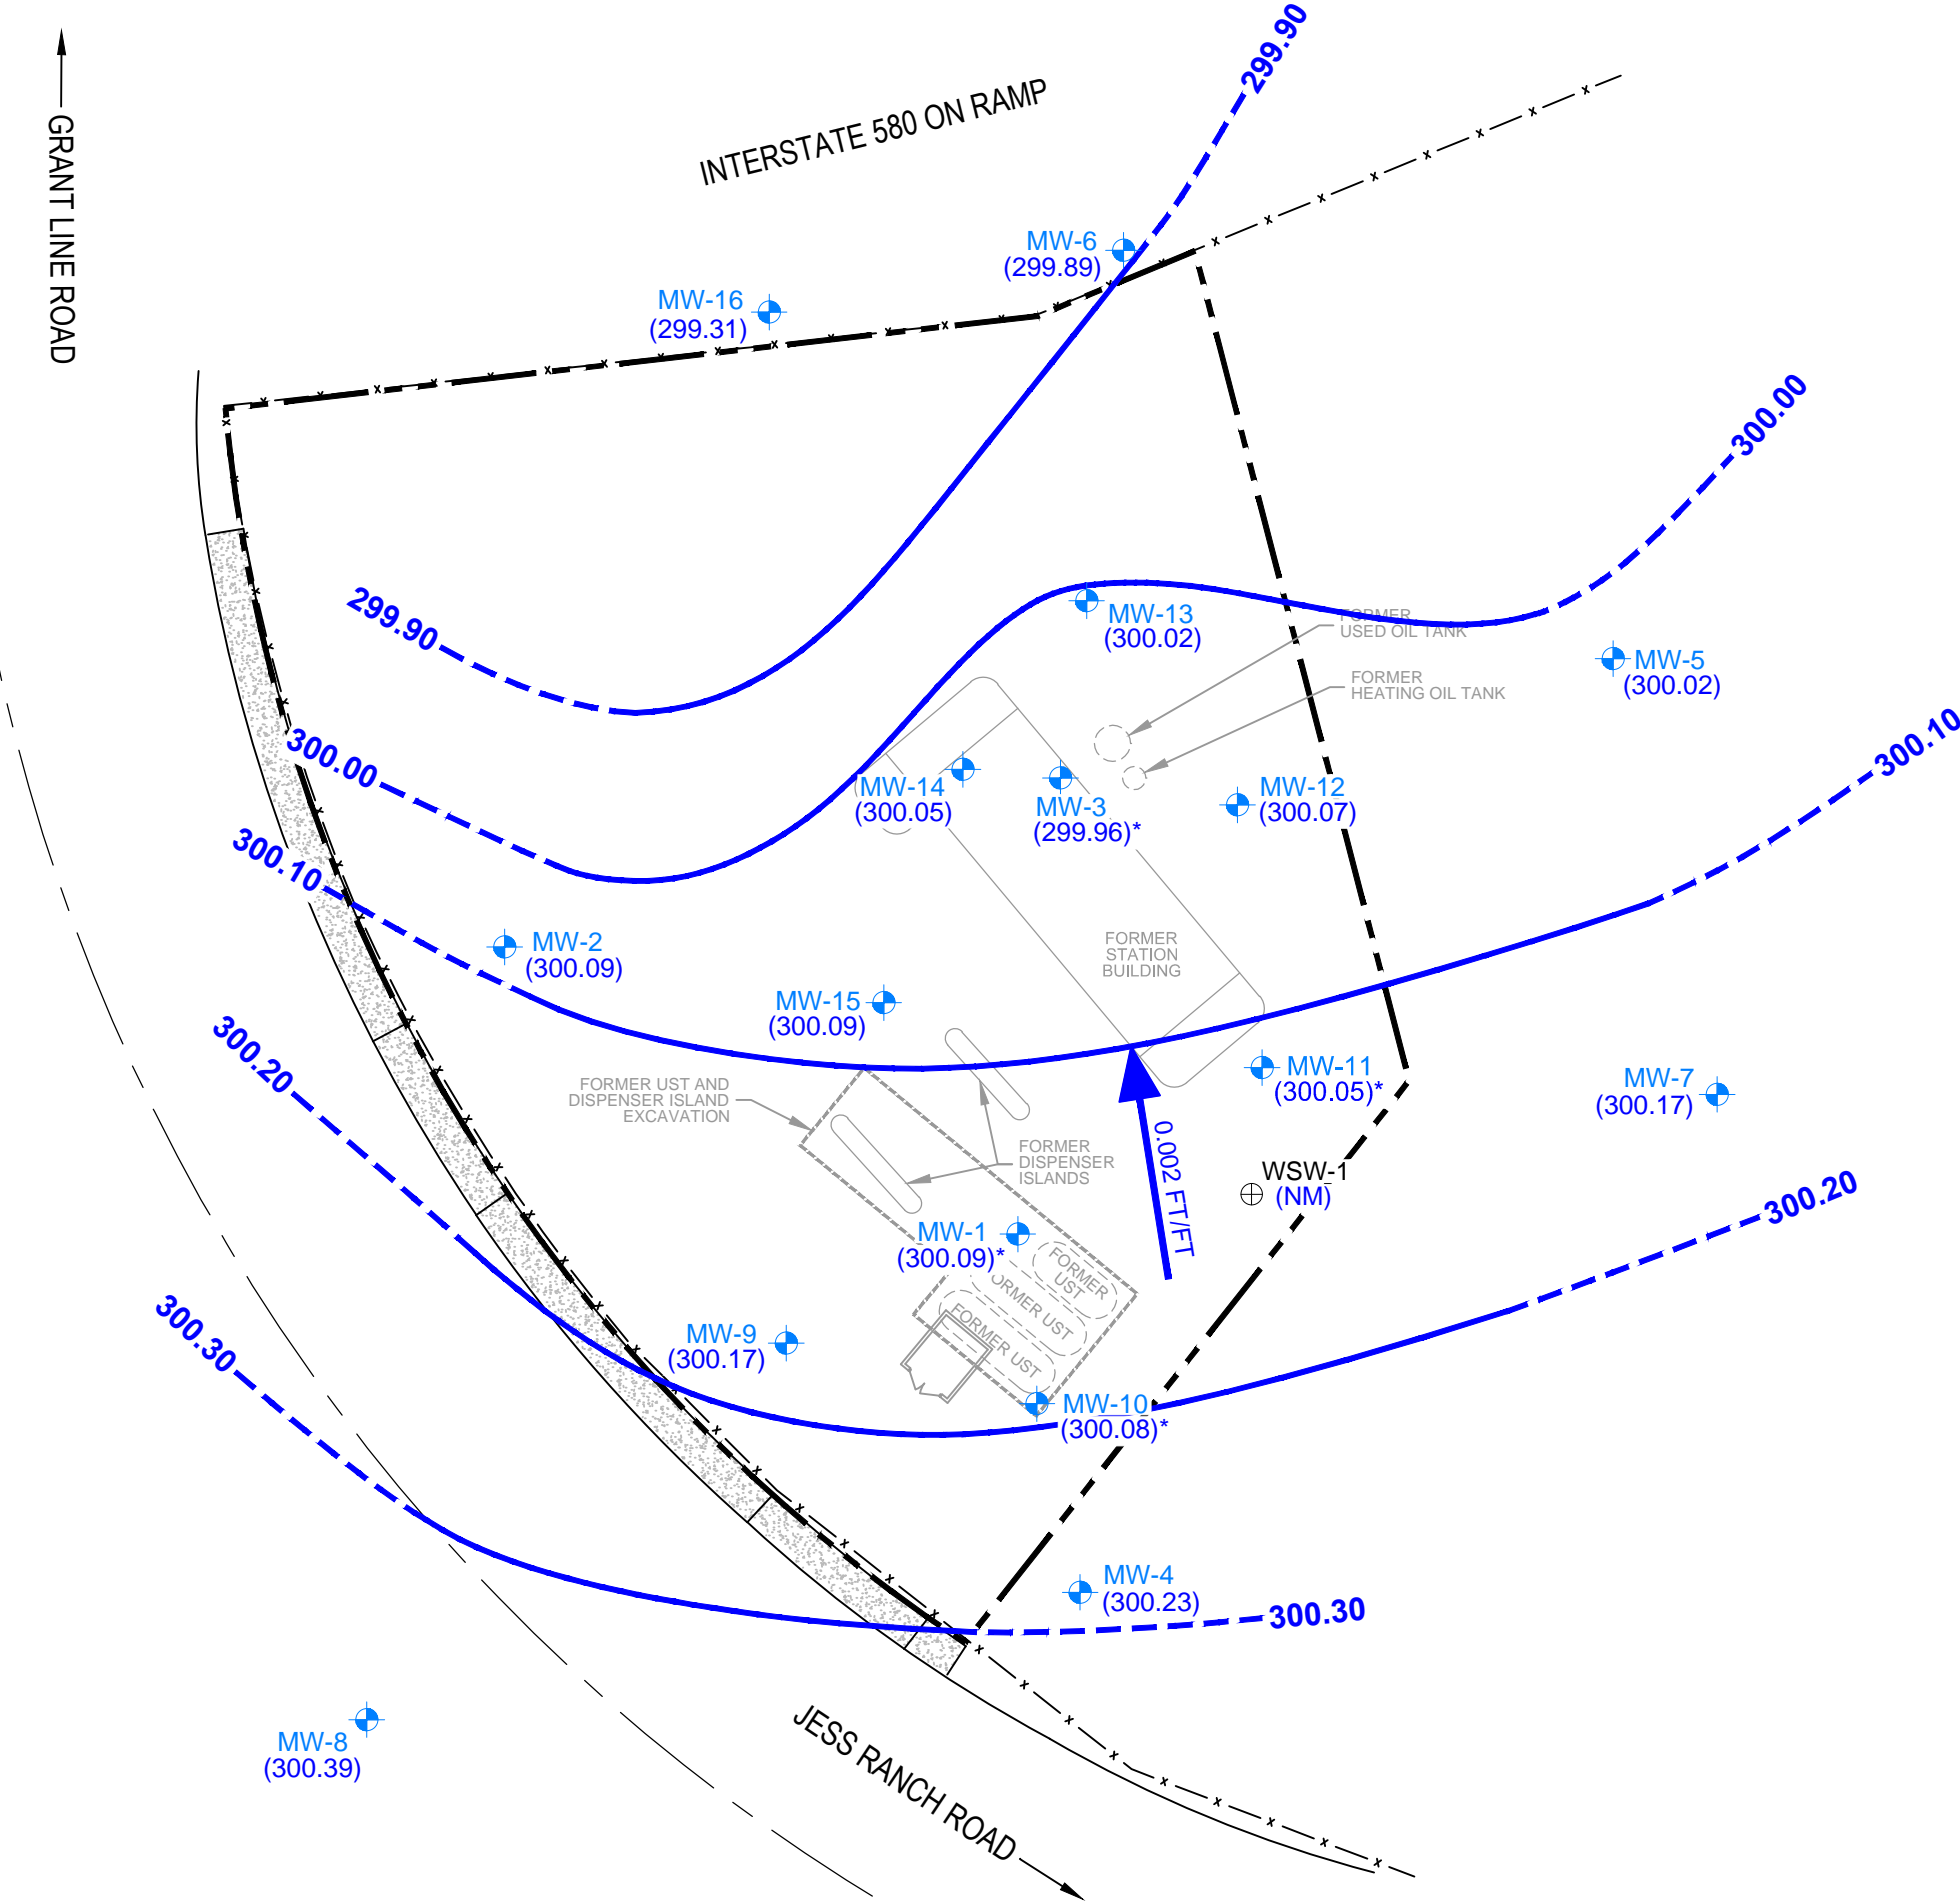 299.90
GRANT LINE ROAD
INTERSTATE 580 ON RAMP
MW-6
(299.89)
MW-16
(299.31)
300.00
299.90
MW-13
(300.02)
FORMER
USED OIL TANK
MW-5
(300.02)
FORMER
HEATING OIL TANK
300.00
300.10
MW-14
(300.05)
MW-3
(299.96)*
MW-12
(300.07)
300.10
MW-2
(300.09)
FORMER
STATION
BUILDING
MW-15
(300.09)
300.20
FORMER UST AND
DISPENSER ISLAND
EXCAVATION
MW-11
(300.05)*
MW-7
(300.17)
FORMER
DISPENSER
ISLANDS
0.002 FT/FT
WSW-1
(NM)
300.20
MW-1
(300.09)*
FORMER
UST
ORMER UST
FORMER UST
300.30
MW-9
(300.17)
MW-10
(300.08)*
MW-4
(300.23)
300.30
MW-8
(300.39)
JESS RANCH ROAD